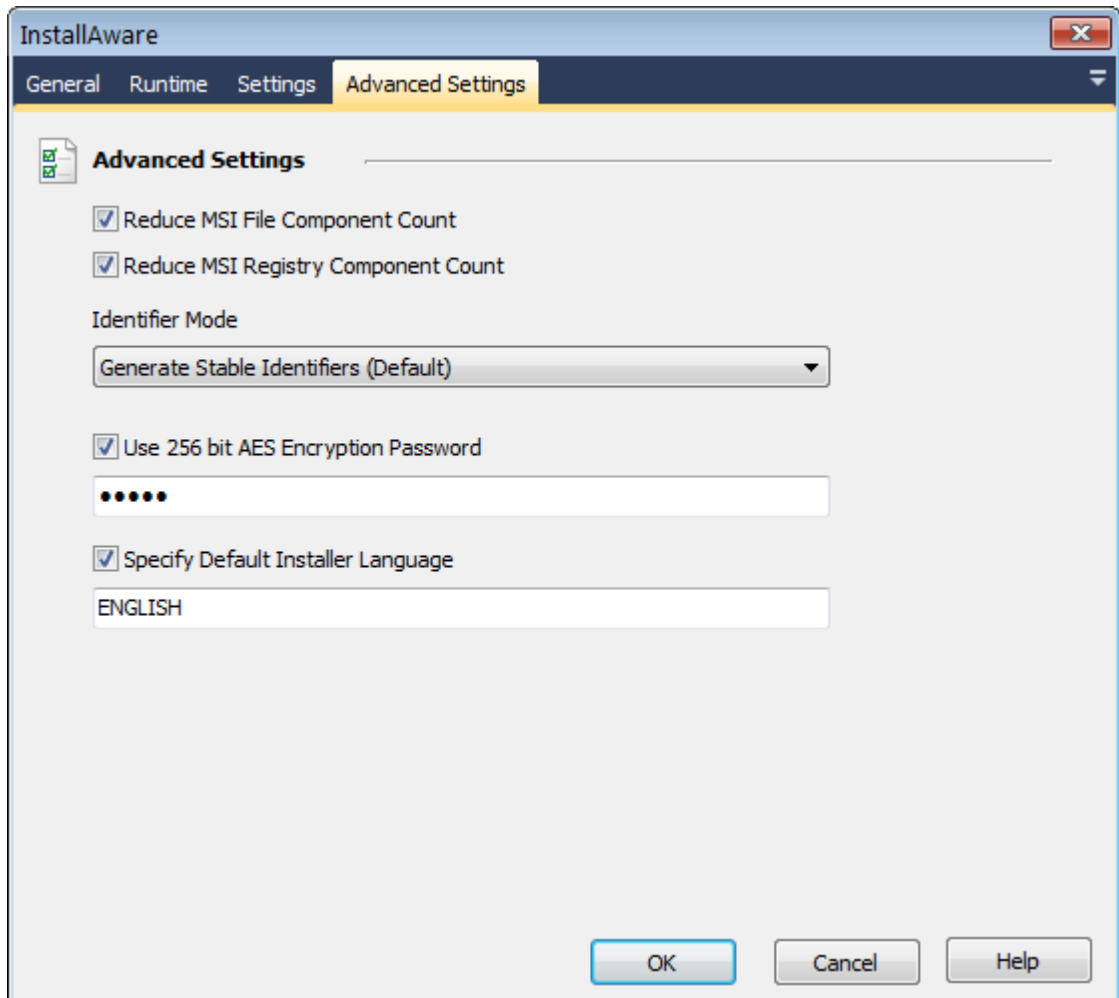 InstallAware
General Runtime Settings Advanced Settings
Advanced Settings
Reduce MSI File Component Count
Reduce MSI Registry Component Count
Identifier Mode
Generate Stable Identifiers (Default)
Use 256 bit AES Encryption Password
•••••
Specify Default Installer Language
ENGLISH
OK Cancel Help